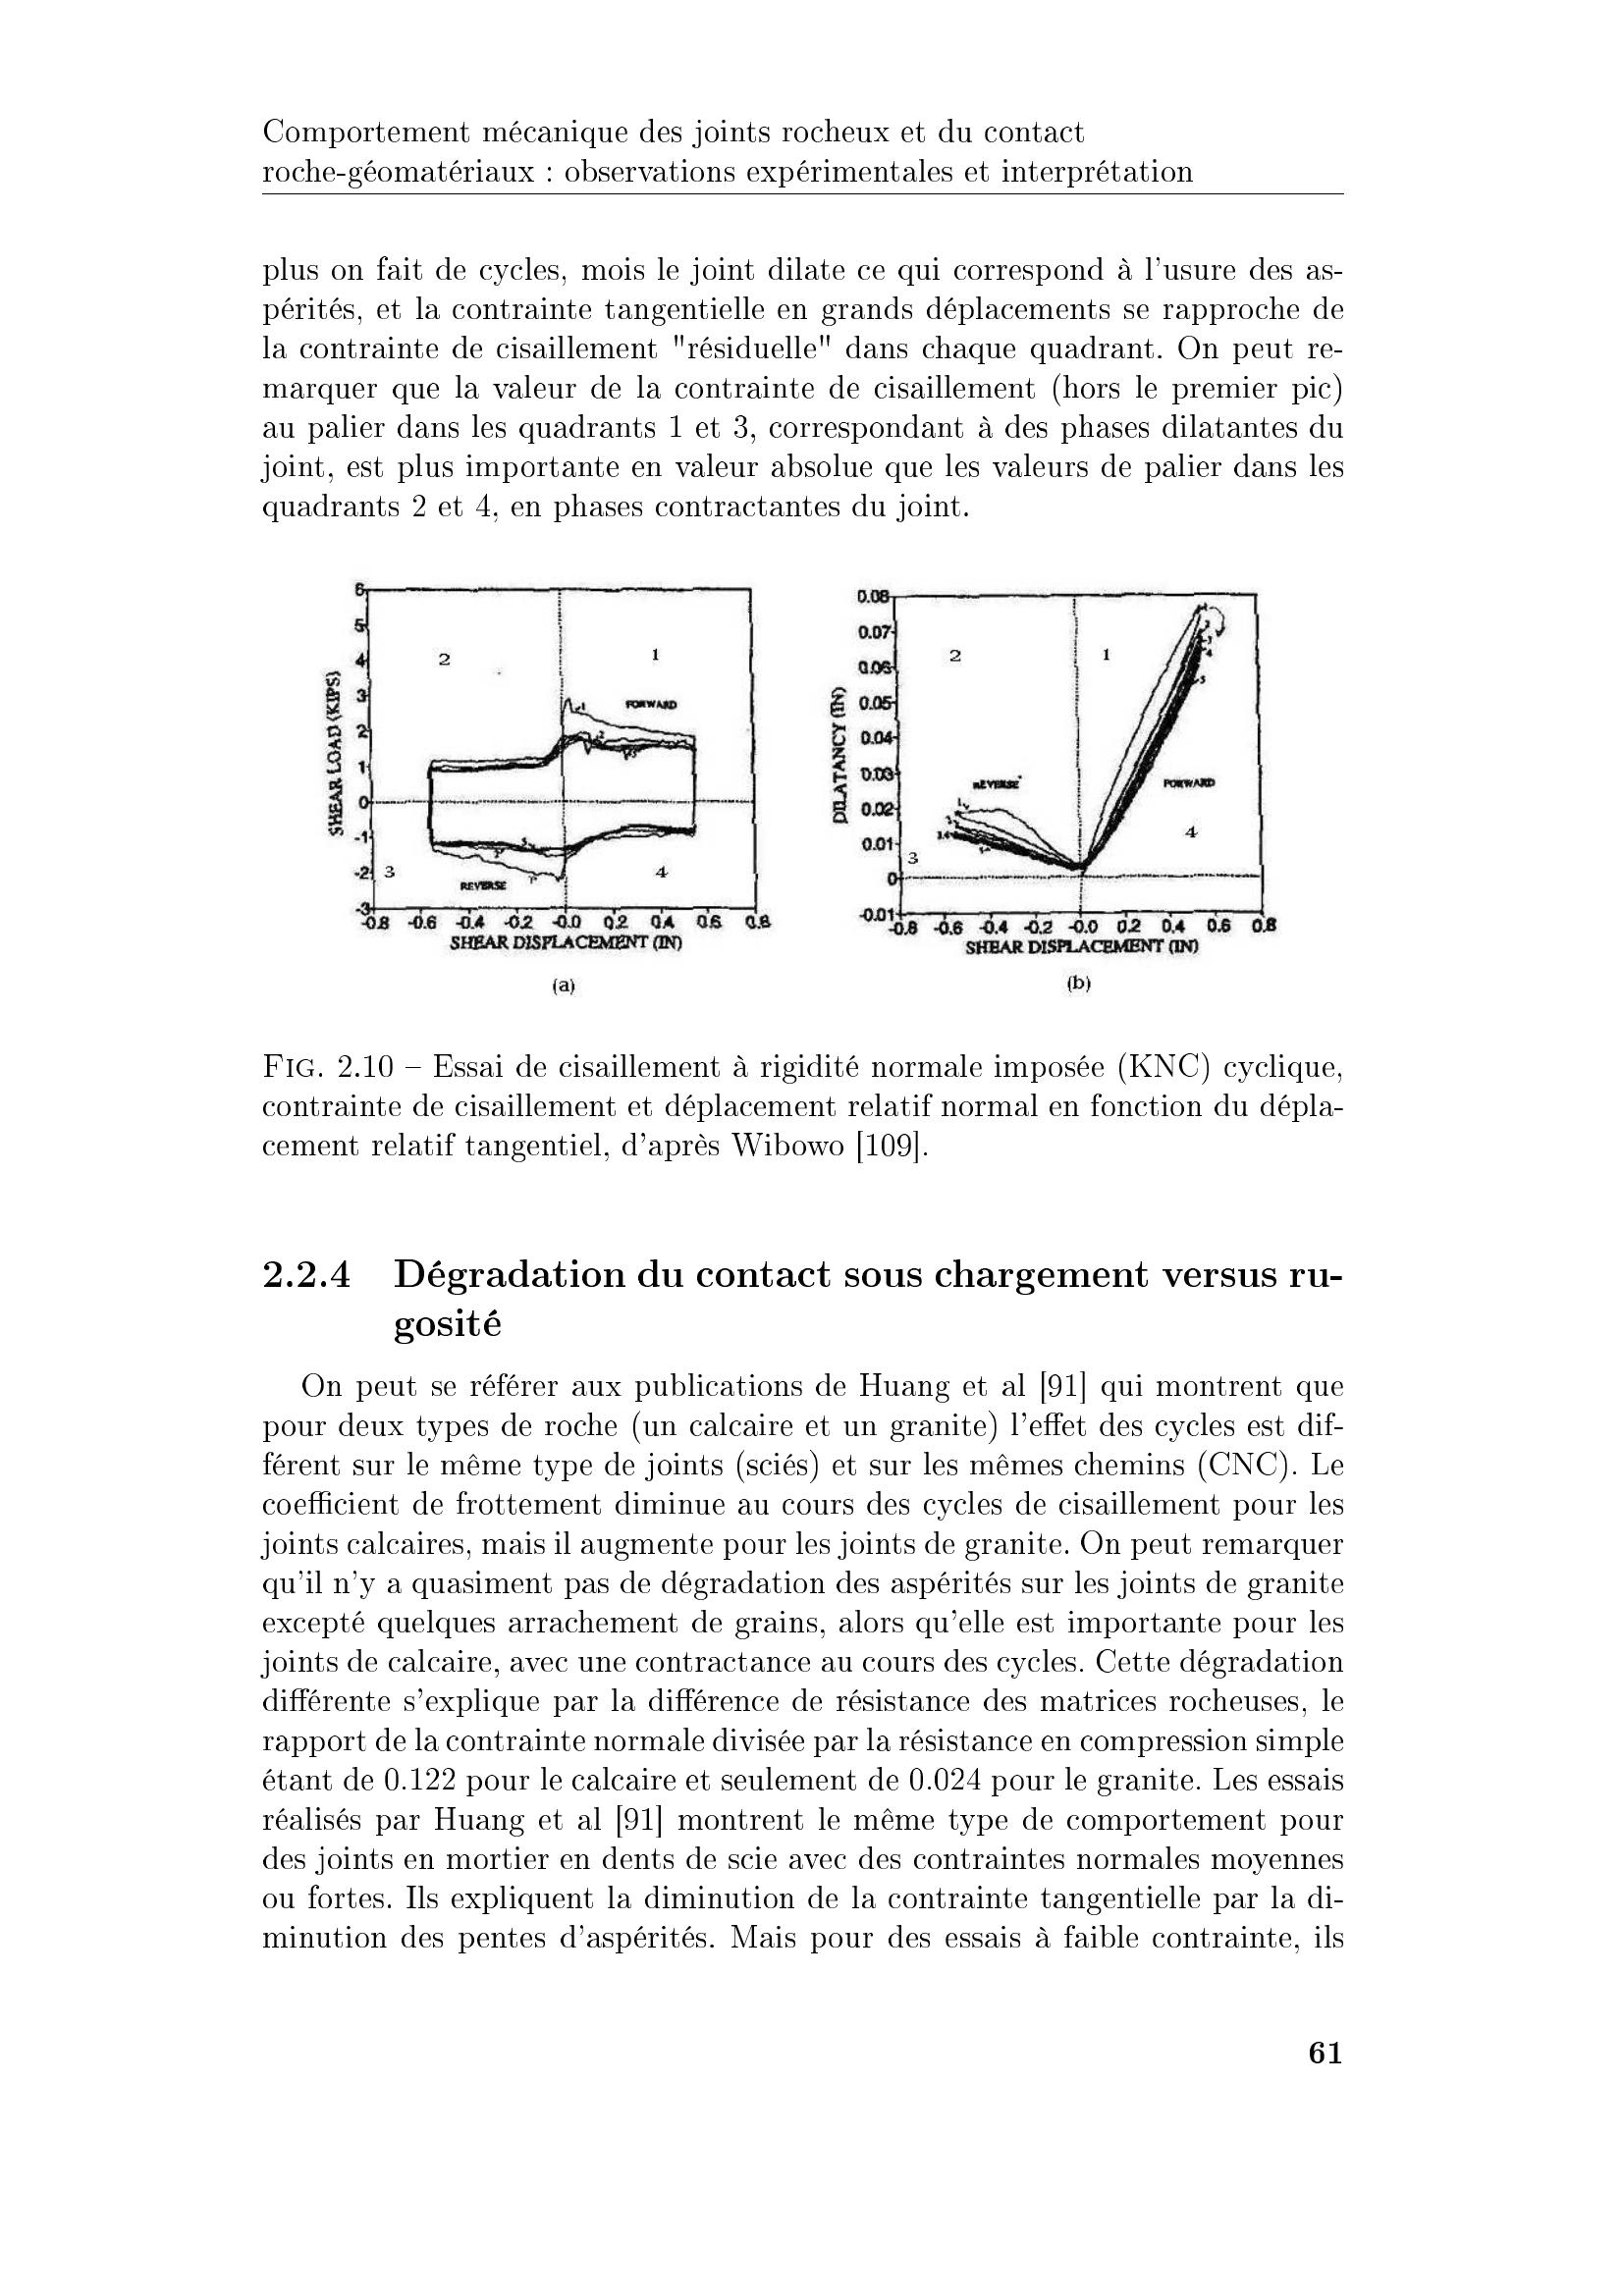 Comportement mécanique des joints rocheux et du contact
roche-géomatériaux : observations expérimentales et interprétation
plus on fait de cycles, mois le joint dilate ce qui correspond à l'usure des as-
pérités, et la contrainte tangentielle en grands déplacements se rapproche de
la contrainte de cisaillement "résiduelle" dans chaque quadrant. On peut re-
marquer que la valeur de la contrainte de cisaillement (hors le premier pic)
au palier dans les quadrants 1 et 3, correspondant à des phases dilatantes du
joint, est plus importante en valeur absolue que les valeurs de palier dans les
quadrants 2 et 4, en phases contractantes du joint.
SHEAR LOAD (KIPS)
6
5
4
3
2
1
0
-1
-2
-3
2
1
FORWARD
3
REVERSE
4
-0.8 -0.6 -0.4 -0.2 -0.0 0.2 0.4 0.6 0.8
SHEAR DISPLACEMENT (IN)
(a)
DILATANCY (IN)
0.08
0.07
0.06
0.05
0.04
0.03
0.02
0.01
0
-0.01
2
1
REVERSE
FORWARD
3
4
-0.8 -0.6 -0.4 -0.2 -0.0 0.2 0.4 0.6 0.8
SHEAR DISPLACEMENT (IN)
(b)
FIG. 2.10 – Essai de cisaillement à rigidité normale imposée (KNC) cyclique,
contrainte de cisaillement et déplacement relatif normal en fonction du dépla-
cement relatif tangentiel, d'après Wibowo [109].
2.2.4 Dégradation du contact sous chargement versus ru-
gosité
On peut se référer aux publications de Huang et al [91] qui montrent que
pour deux types de roche (un calcaire et un granite) l'effet des cycles est dif-
férent sur le même type de joints (sciés) et sur les mêmes chemins (CNC). Le
coefficient de frottement diminue au cours des cycles de cisaillement pour les
joints calcaires, mais il augmente pour les joints de granite. On peut remarquer
qu'il n'y a quasiment pas de dégradation des aspérités sur les joints de granite
excepté quelques arrachement de grains, alors qu'elle est importante pour les
joints de calcaire, avec une contractance au cours des cycles. Cette dégradation
différente s'explique par la différence de résistance des matrices rocheuses, le
rapport de la contrainte normale divisée par la résistance en compression simple
étant de 0.122 pour le calcaire et seulement de 0.024 pour le granite. Les essais
réalisés par Huang et al [91] montrent le même type de comportement pour
des joints en mortier en dents de scie avec des contraintes normales moyennes
ou fortes. Ils expliquent la diminution de la contrainte tangentielle par la di-
minution des pentes d'aspérités. Mais pour des essais à faible contrainte, ils
61